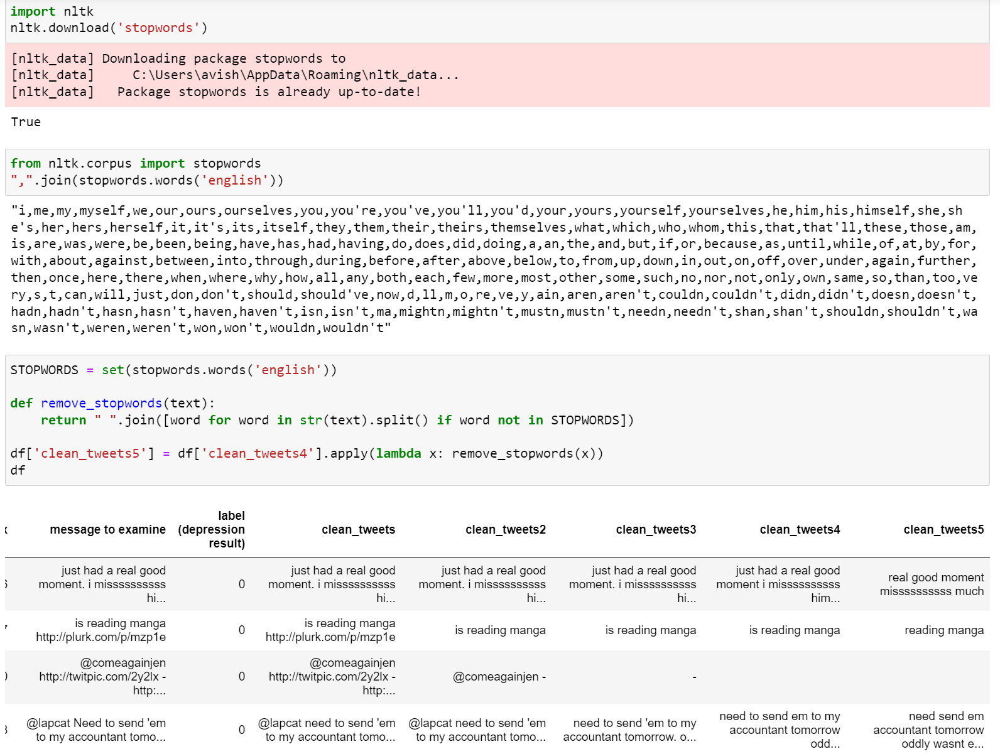 import nltk
nltk.download('stopwords')
[nltk_data] Downloading package stopwords to
[nltk_data]     C:\Users\avish\AppData\Roaming\nltk_data...
[nltk_data]   Package stopwords is already up-to-date!
True
from nltk.corpus import stopwords
",".join(stopwords.words('english'))
"i,me,my,myself,we,our,ours,ourselves,you,you're,you've,you'll,you'd,your,yours,yourself,yourselves,he,him,his,himself,she,sh
e's,her,hers,herself,it,it's,its,itself,they,them,their,theirs,themselves,what,which,who,whom,this,that,that'll,these,those,am,
is,are,was,were,be,been,being,have,has,had,having,do,does,did,doing,a,an,the,and,but,if,or,because,as,until,while,of,at,by,for,
with,about,against,between,into,through,during,before,after,above,below,to,from,up,down,in,out,on,off,over,under,again,further,
then,once,here,there,when,where,why,how,all,any,both,each,few,more,most,other,some,such,no,nor,not,only,own,same,so,than,too,ve
ry,s,t,can,will,just,don,don't,should,should've,now,d,ll,m,o,re,ve,y,ain,aren,aren't,couldn,couldn't,didn,didn't,doesn,doesn't,
hadn,hadn't,hasn,hasn't,haven,haven't,isn,isn't,ma,mightn,mightn't,mustn,mustn't,needn,needn't,shan,shan't,shouldn,shouldn't,wa
sn,wasn't,weren,weren't,won,won't,wouldn,wouldn't"
STOPWORDS = set(stopwords.words('english'))
def remove_stopwords(text):
    return " ".join([word for word in str(text).split() if word not in STOPWORDS])
df['clean_tweets5'] = df['clean_tweets4'].apply(lambda x: remove_stopwords(x))
df
message to examine
label
(depression
result)
clean_tweets
clean_tweets2
clean_tweets3
clean_tweets4
clean_tweets5
just had a real good
moment. i missssssssss
hi...
0
just had a real good
moment. i missssssssss
hi...
just had a real good
moment. i missssssssss
hi...
just had a real good
moment. i missssssssss
hi...
just had a real good
moment i missssssssss
him...
real good moment
missssssssss much
is reading manga
http://plurk.com/p/mzp1e
0
is reading manga
http://plurk.com/p/mzp1e
is reading manga
is reading manga
is reading manga
reading manga
@comeagainjen
http://twitpic.com/2y2lx -
http:...
0
@comeagainjen
http://twitpic.com/2y2lx -
http:...
@comeagainjen -
-
@lapcat Need to send 'em
to my accountant tomo...
0
@lapcat need to send 'em
to my accountant tomo...
@lapcat need to send 'em
to my accountant tomo...
need to send 'em to my
accountant tomorrow. o...
need to send em to my
accountant tomorrow
odd...
need send em
accountant tomorrow
oddly wasnt e...